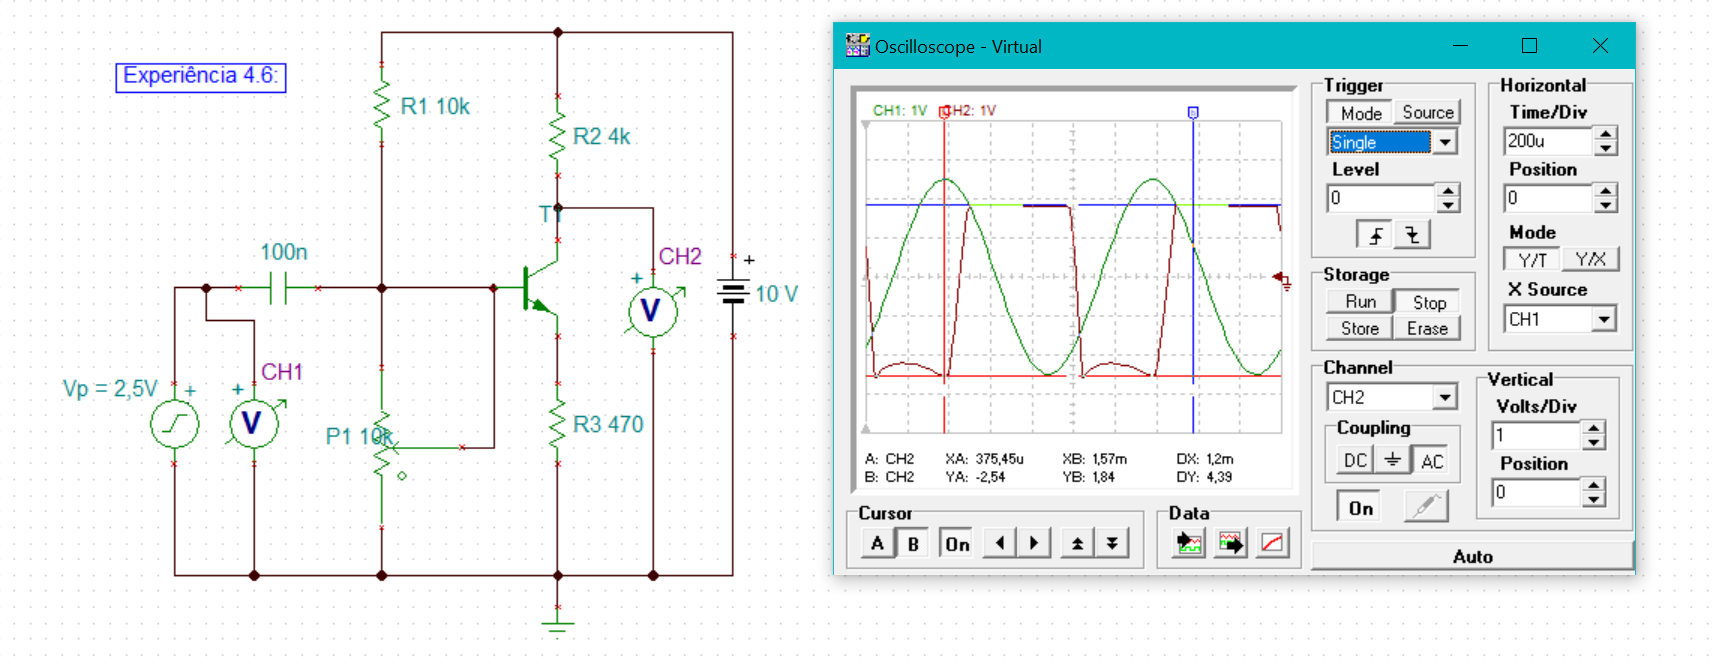 Experiência 4.6:
R1 10k
R2 4k
T1
100n
CH2
+
+
V
10 V
CH1
Vp = 2,5V
+
+
V
P1 10k
R3 470
Oscilloscope - Virtual
CH1: 1V CH2: 1V
A: CH2 XA: 375,45u XB: 1,57m DX: 1,2m
B: CH2 YA: -2,54 YB: 1,84 DY: 4,39
Cursor
A B On
Data
Trigger
Mode Source
Single
Level
0
Storage
Run Stop
Store Erase
Channel
CH2
Coupling
DC AC
On
Horizontal
Time/Div
200u
Position
0
Mode
Y/T Y/X
X Source
CH1
Vertical
Volts/Div
1
Position
0
Auto